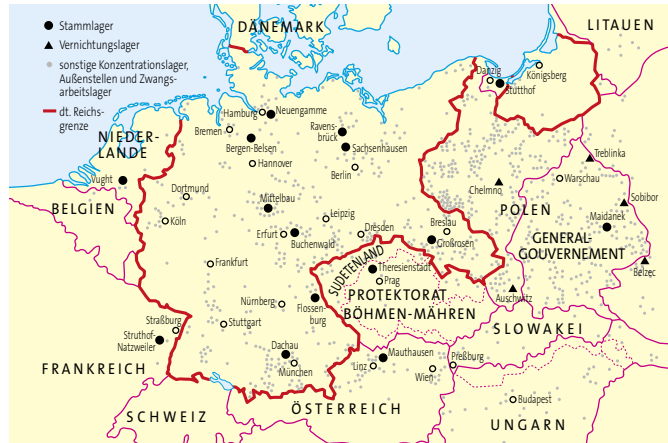 Stammlager
Vernichtungslager
sonstige Konzentrationslager,
Außenstellen und Zwangs-
arbeitslager
dt. Reichs-
grenze
DÄNEMARK
LITAUEN
Danzig
Königsberg
Stutthof
Hamburg
Neuengamme
Bremen
Ravens-
brück
Bergen-Belsen
Sachsenhausen
Hannover
Berlin
NIEDER-
LANDE
Vught
Treblinka
Warschau
Chelmno
Sobibor
POLEN
Maidanek
GENERAL-
GOUVERNEMENT
Belzec
Dortmund
Mittelbau
BELGIEN
Köln
Leipzig
Erfurt
Buchenwald
Dresden
Breslau
Großrosen
SUDETENLAND
Theresienstadt
Prag
PROTEKTORAT
BÖHMEN-MÄHREN
Auschwitz
Frankfurt
Nürnberg
Flossen-
burg
SLOWAKEI
Straßburg
Stuttgart
Struthof-
Natzweiler
FRANKREICH
Dachau
München
Mauthausen
Linz
Wien
Preßburg
Budapest
SCHWEIZ
ÖSTERREICH
UNGARN